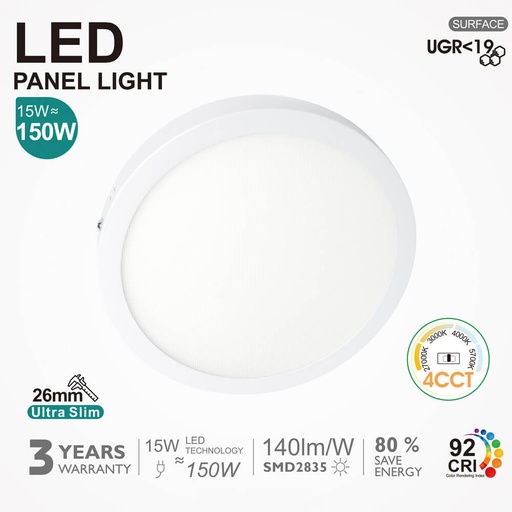 LED
PANEL LIGHT
15W≈
150W
SURFACE
UGR<19
27000K 3000K 4000K 5700K
4CCT
26mm
Ultra Slim
3 YEARS
WARRANTY
15W LED
TECHNOLOGY
≈ 150W
140lm/W
SMD2835
80 %
SAVE
ENERGY
92
CRI
Color Rendering Index